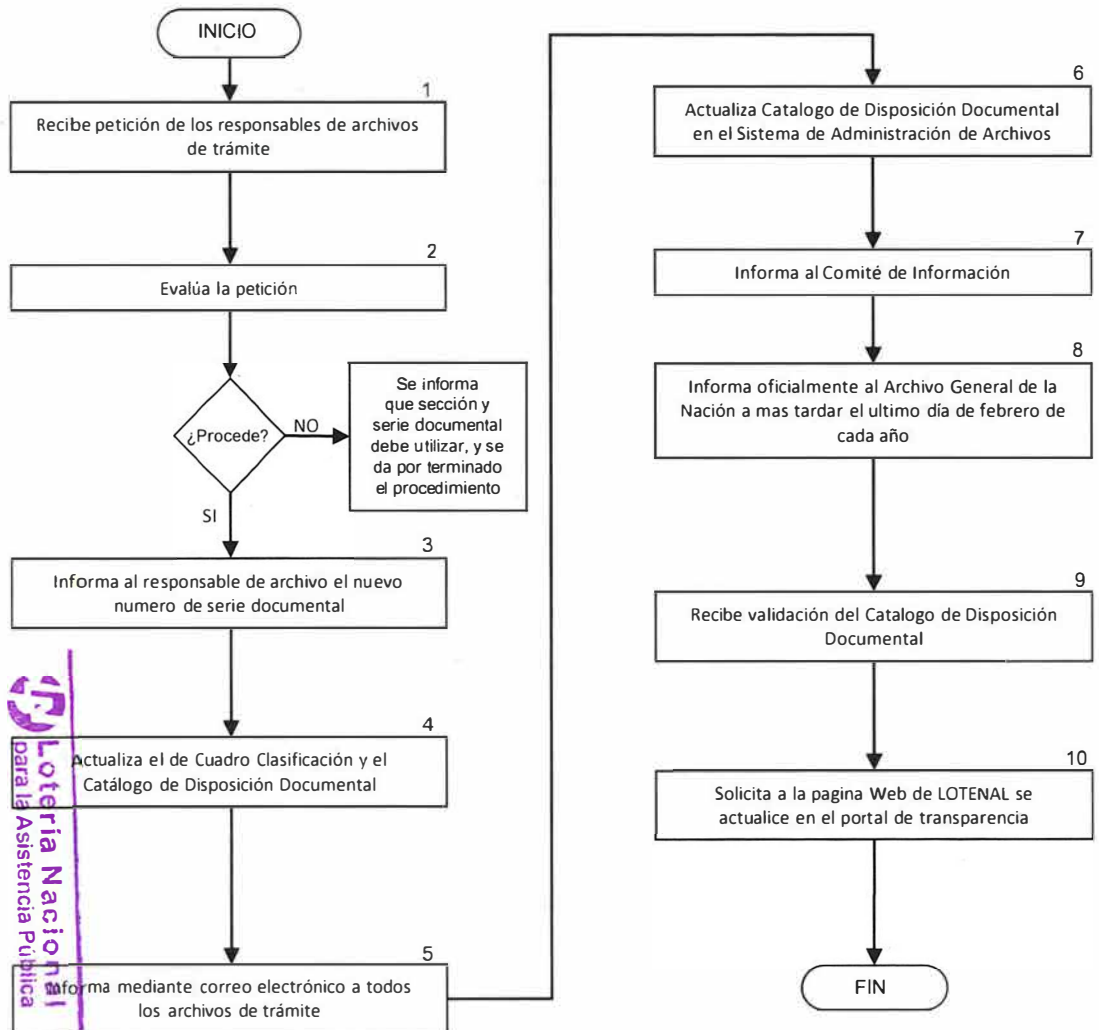 INICIO
1
Recibe petición de los responsables de archivos
de trámite
2
Evalúa la petición
¿Procede?
NO
Se informa
que sección y
serie documental
debe utilizar, y se
da por terminado
el procedimiento
SI
3
Informa al responsable de archivo el nuevo
numero de serie documental
4
Actualiza el de Cuadro Clasificación y el
Catálogo de Disposición Documental
5
Informa mediante correo electrónico a todos
los archivos de trámite
6
Actualiza Catalogo de Disposición Documental
en el Sistema de Administración de Archivos
7
Informa al Comité de Información
8
Informa oficialmente al Archivo General de la
Nación a mas tardar el ultimo día de febrero de
cada año
9
Recibe validación del Catalogo de Disposición
Documental
10
Solicita a la pagina Web de LOTENAL se
actualice en el portal de transparencia
FIN
Lotería Nacional
para la Asistencia Pública